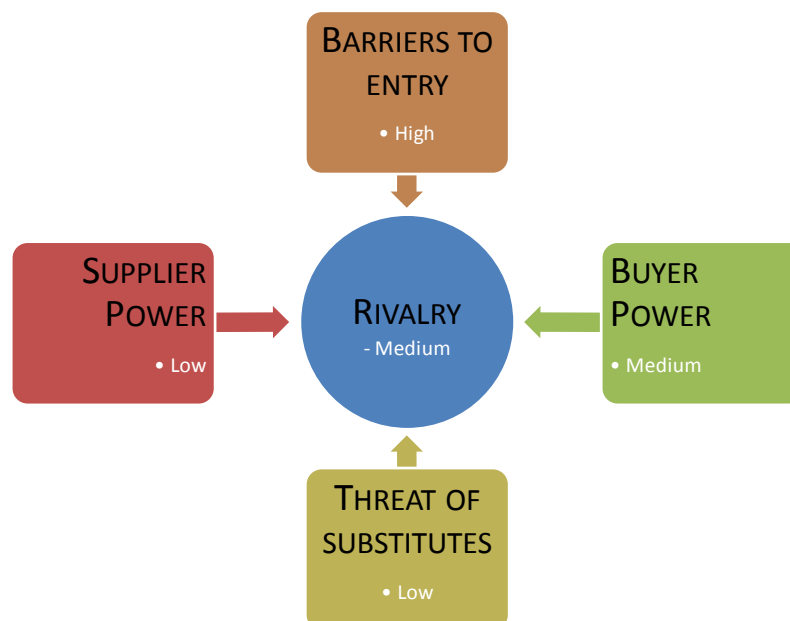 BARRIERS TO
ENTRY
• High
SUPPLIER
POWER
• Low
RIVALRY
- Medium
BUYER
POWER
• Medium
THREAT OF
SUBSTITUTES
• Low